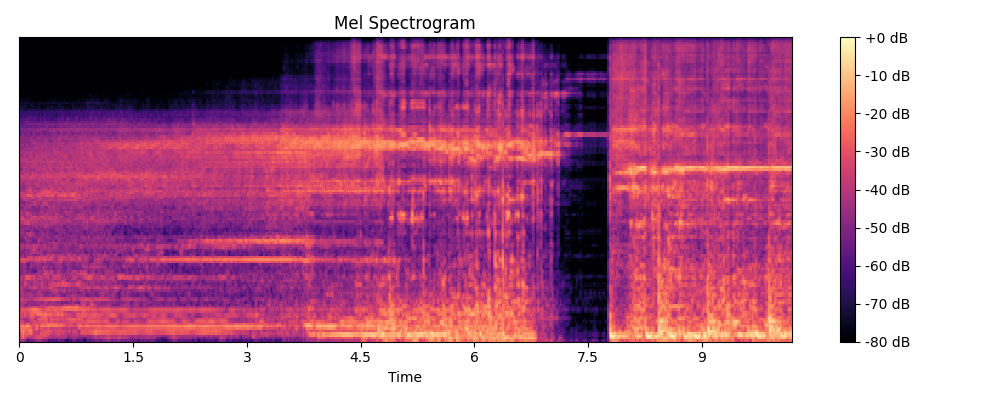 Mel Spectrogram
+0 dB
-10 dB
-20 dB
-30 dB
-40 dB
-50 dB
-60 dB
-70 dB
-80 dB
0 1.5 3 4.5 6 7.5 9
Time